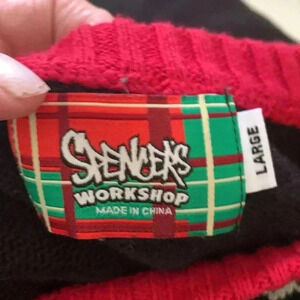 SPENCER'S
WORKSHOP
MADE IN CHINA
LARGE